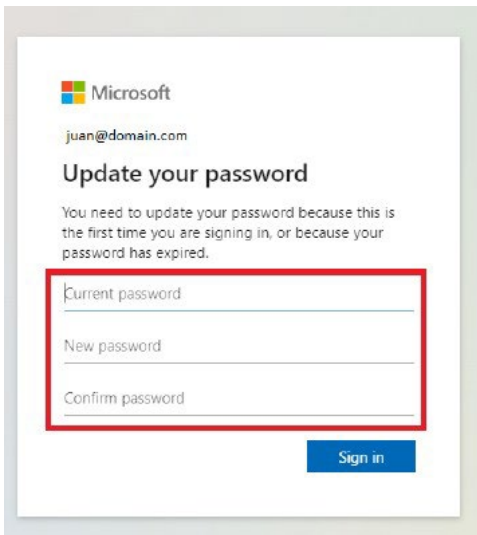 Microsoft
juan@domain.com
Update your password
You need to update your password because this is
the first time you are signing in, or because your
password has expired.
Current password
New password
Confirm password
Sign in